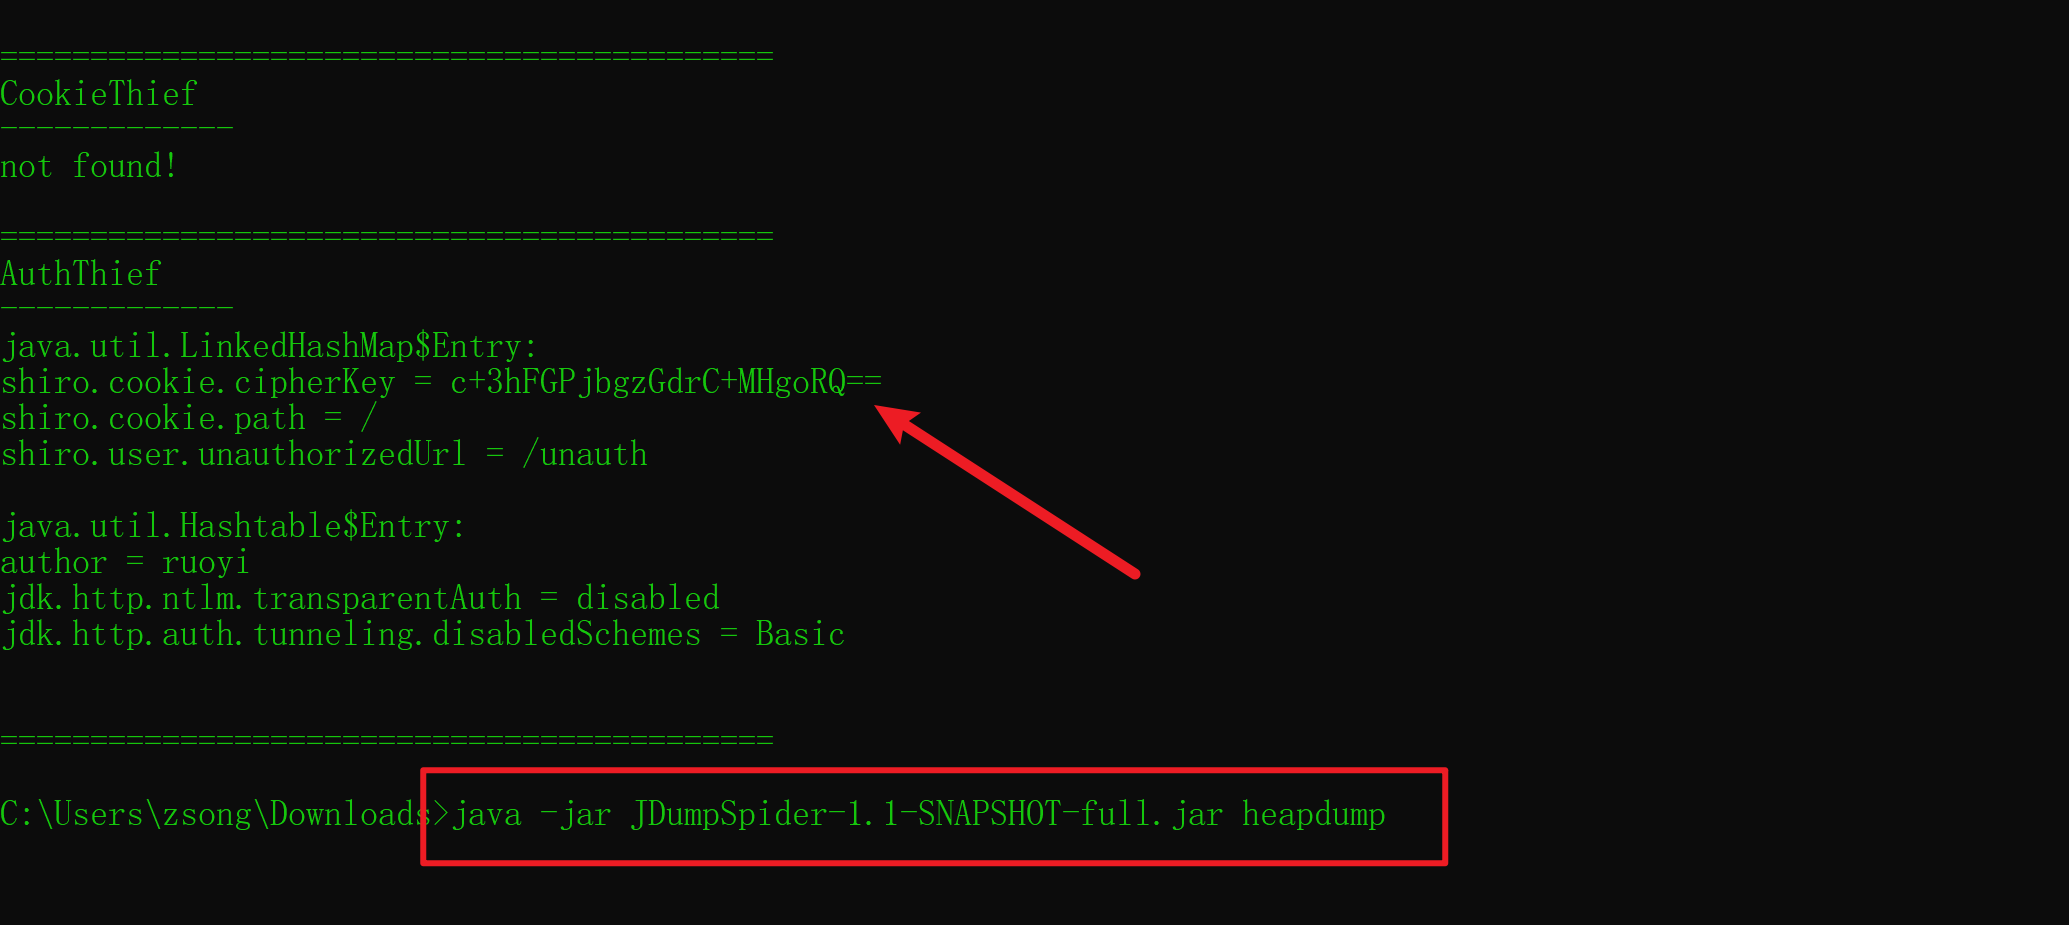 ===========================================
CookieThief
-------------
not found!
===========================================
AuthThief
-------------
java.util.LinkedHashMap$Entry:
shiro.cookie.cipherKey = c+3hFGPjbgzGdrC+MHgoRQ==
shiro.cookie.path = /
shiro.user.unauthorizedUrl = /unauth
java.util.Hashtable$Entry:
author = ruoyi
jdk.http.ntlm.transparentAuth = disabled
jdk.http.auth.tunneling.disabledSchemes = Basic
===========================================
C:\Users\zsong\Downloads>java -jar JDumpSpider-1.1-SNAPSHOT-full.jar heapdump